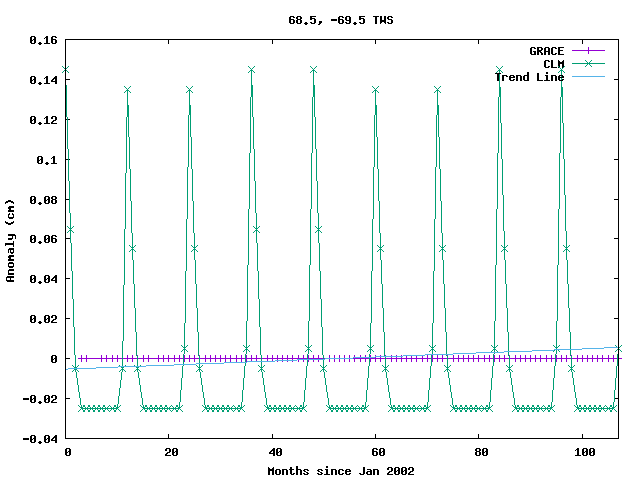 68.5, -69.5 TWS
GRACE
CLM
Trend Line
0.16
0.14
0.12
0.1
0.08
0.06
0.04
0.02
0
-0.02
-0.04
Anomaly (cm)
0 20 40 60 80 100
Months since Jan 2002